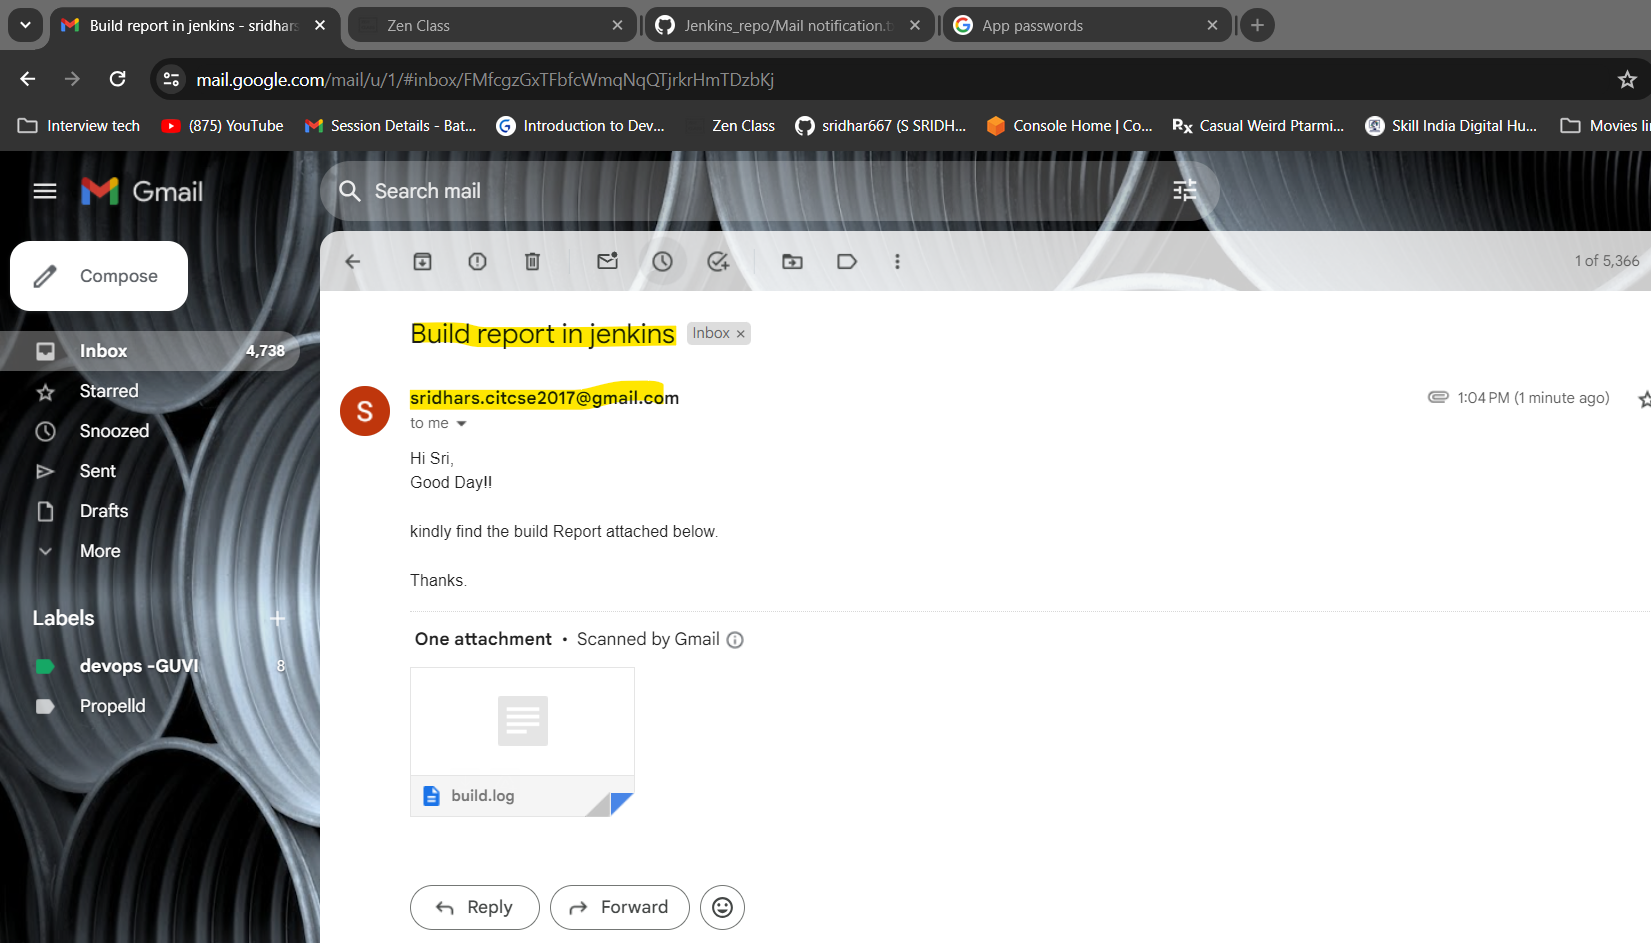 Build report in jenkins - sridhars
Zen Class
Jenkins_repo/Mail notification.t
App passwords
mail.google.com/mail/u/1/#inbox/FMfcgzGxTFbfcWmqNqQTjrkrHmTDzbKj
Interview tech
(875) YouTube
Session Details - Bat...
Introduction to Dev...
Zen Class
sridhar667 (S SRIDH...
Console Home | Co...
Rx Casual Weird Ptarmi...
Skill India Digital Hu...
Movies li
Gmail
Search mail
Compose
1 of 5,366
Inbox 4,738
Starred
Snoozed
Sent
Drafts
More
Labels
devops -GUVI 8
Propelld
Build report in jenkins Inbox ×
S
sridhars.citcse2017@gmail.com
1:04 PM (1 minute ago)
to me
Hi Sri,
Good Day!!
kindly find the build Report attached below.
Thanks.
One attachment • Scanned by Gmail
build.log
Reply
Forward